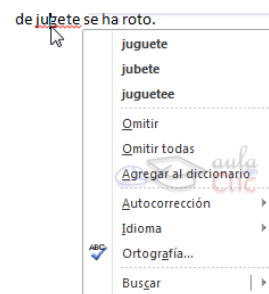 de jugete se ha roto.
juguete
jubete
juguetee
Omitir
Omitir todas
Agregar al diccionario
aula
Clic
Autocorrección
Idioma
ABC
Ortografía...
Buscar